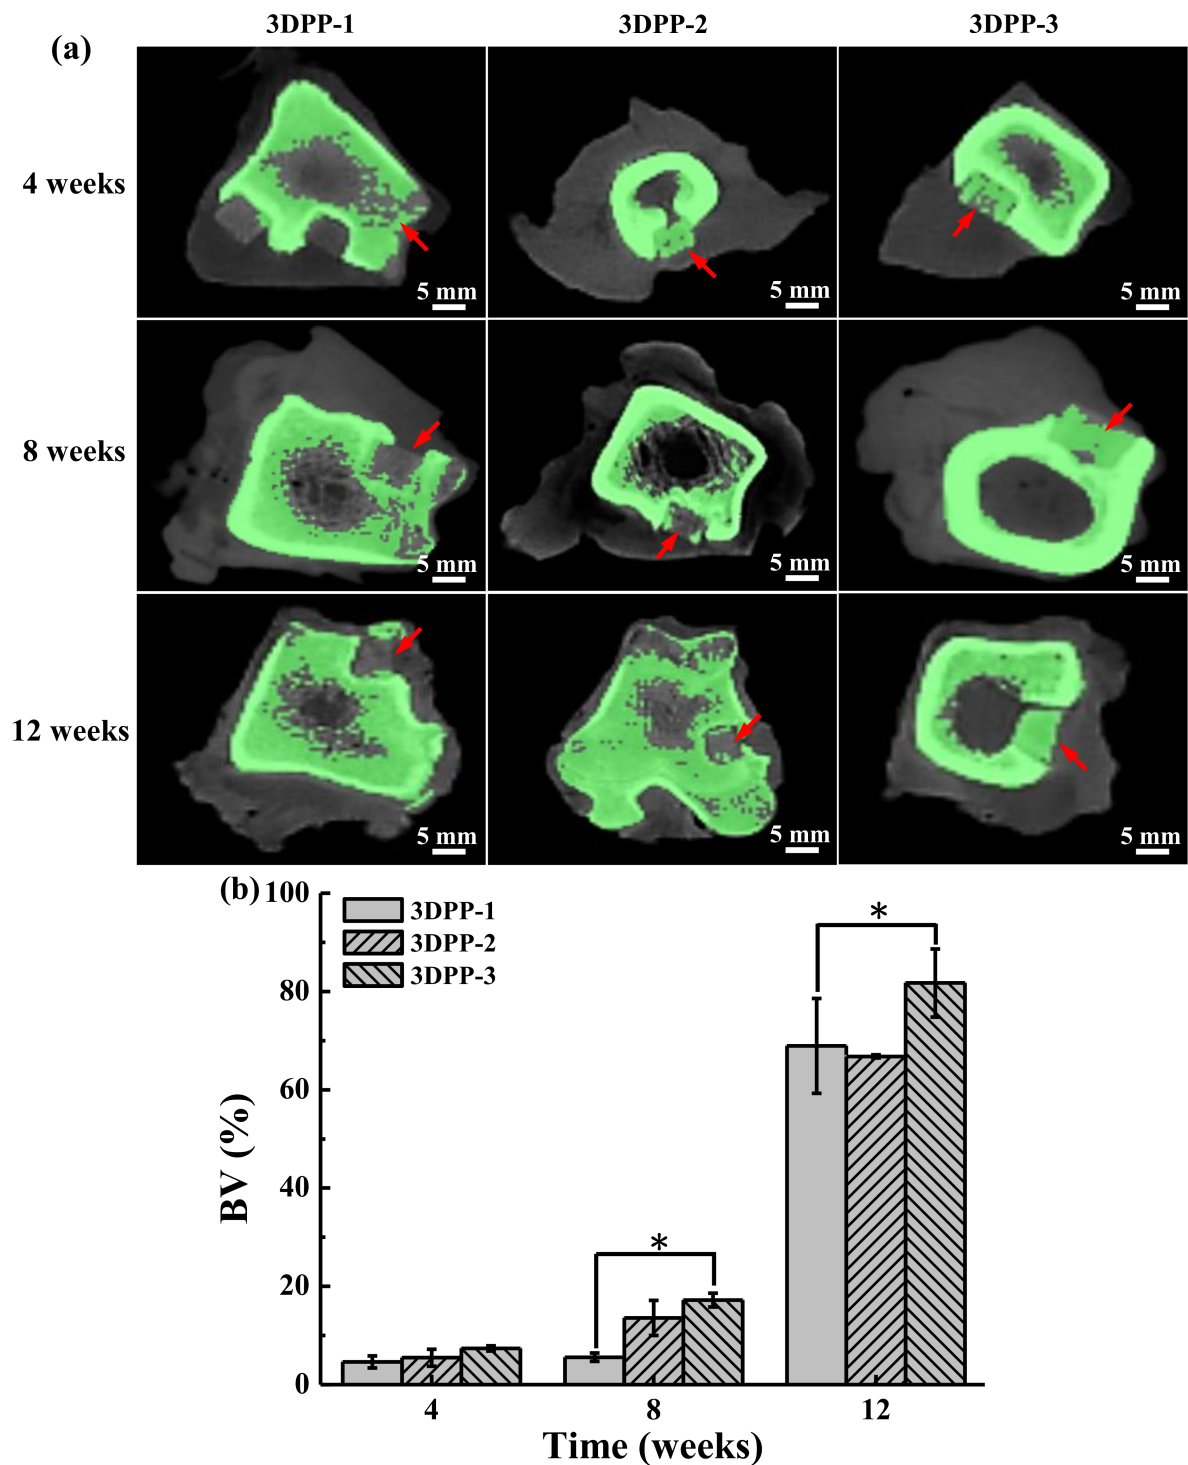 3DPP-1 3DPP-2 3DPP-3
(a)
4 weeks
5 mm 5 mm 5 mm
8 weeks
5 mm 5 mm 5 mm
12 weeks
5 mm 5 mm 5 mm
(b)
100
80
60
40
20
0
BV (%)
3DPP-1
3DPP-2
3DPP-3
*
*
4 8 12
Time (weeks)